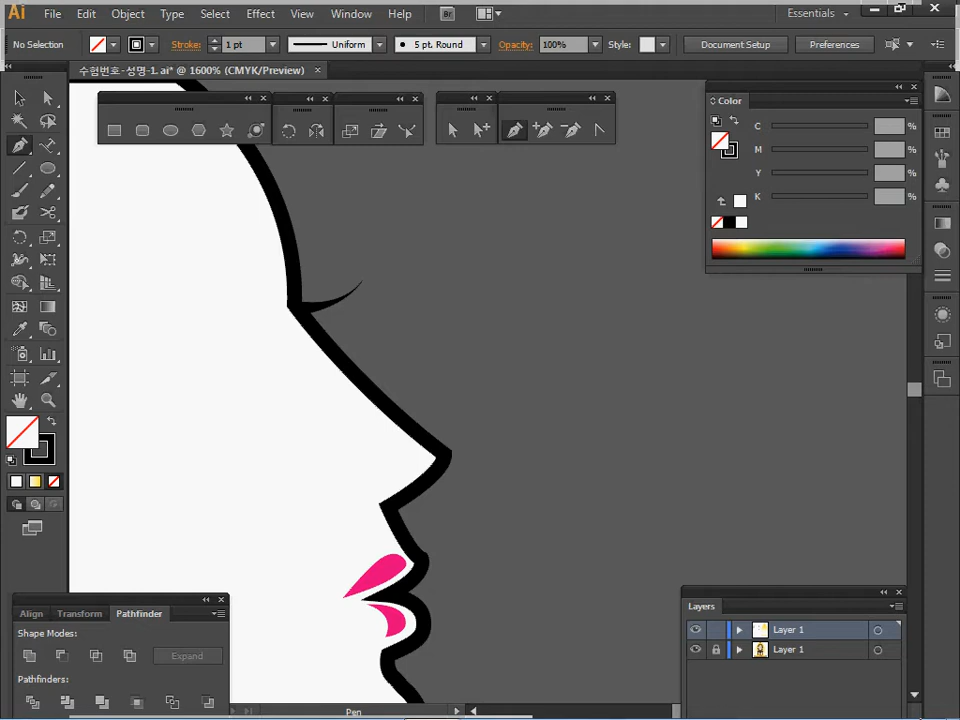 Ai File Edit Object Type Select Effect View Window Help Br Essentials
No Selection Stroke: 1 pt Uniform 5 pt. Round Opacity: 100% Style: Document Setup Preferences
수험번호-성명-1.ai* @ 1600% (CMYK/Preview) ×
Color
C %
M %
Y %
K %
Align Transform Pathfinder
Shape Modes:
Expand
Pathfinders:
Layers
Layer 1
Layer 1
Pen